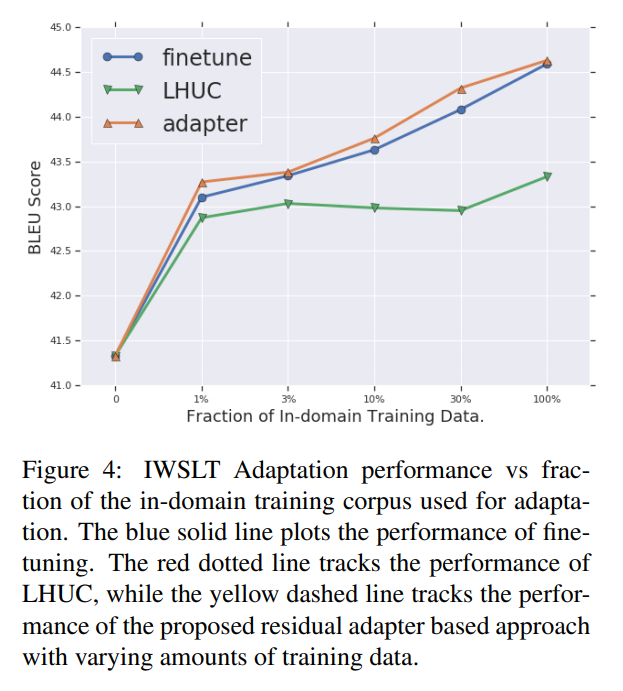 45.0
44.5
44.0
43.5
43.0
42.5
42.0
41.5
41.0
BLEU Score
finetune
LHUC
adapter
0 1% 3% 10% 30% 100%
Fraction of In-domain Training Data.
Figure 4: IWSLT Adaptation performance vs frac-
tion of the in-domain training corpus used for adapta-
tion. The blue solid line plots the performance of fine-
tuning. The red dotted line tracks the performance of
LHUC, while the yellow dashed line tracks the perfor-
mance of the proposed residual adapter based approach
with varying amounts of training data.